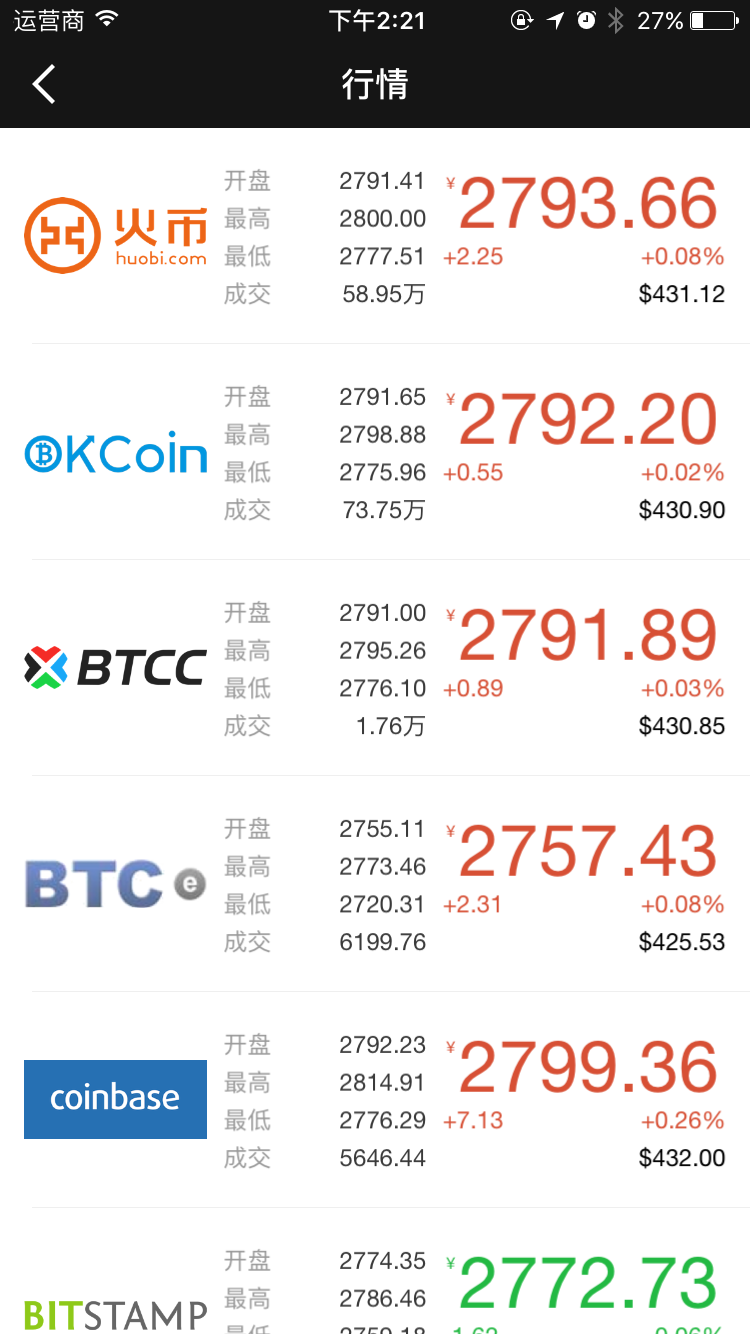 运营商 下午2:21 27%
行情
火币
huobi.com
开盘 2791.41
最高 2800.00
最低 2777.51
成交 58.95万
¥2793.66
+2.25 +0.08%
$431.12
OKCoin
开盘 2791.65
最高 2798.88
最低 2775.96
成交 73.75万
¥2792.20
+0.55 +0.02%
$430.90
BTCC
开盘 2791.00
最高 2795.26
最低 2776.10
成交 1.76万
¥2791.89
+0.89 +0.03%
$430.85
BTC e
开盘 2755.11
最高 2773.46
最低 2720.31
成交 6199.76
¥2757.43
+2.31 +0.08%
$425.53
coinbase
开盘 2792.23
最高 2814.91
最低 2776.29
成交 5646.44
¥2799.36
+7.13 +0.26%
$432.00
BITSTAMP
开盘 2774.35
最高 2786.46
最低
¥2772.73